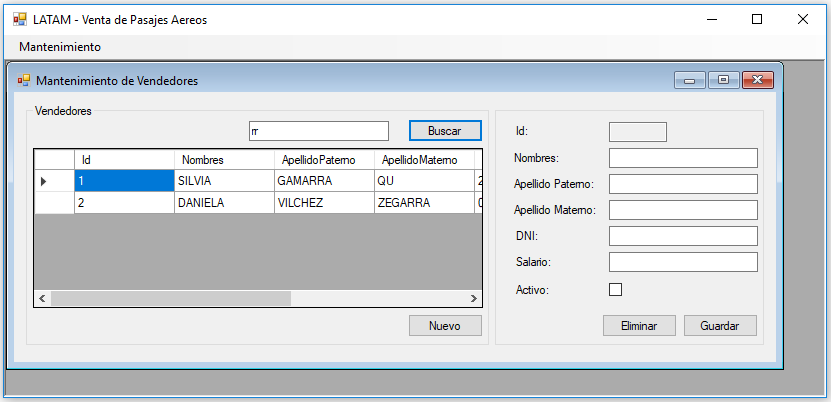 LATAM - Venta de Pasajes Aereos
Mantenimiento
Mantenimiento de Vendedores
Vendedores
rr Buscar
Id Nombres ApellidoPaterno ApellidoMaterno
1 SILVIA GAMARRA QU 2
2 DANIELA VILCHEZ ZEGARRA 0
Nuevo
Id:
Nombres:
Apellido Paterno:
Apellido Materno:
DNI:
Salario:
Activo:
Eliminar Guardar